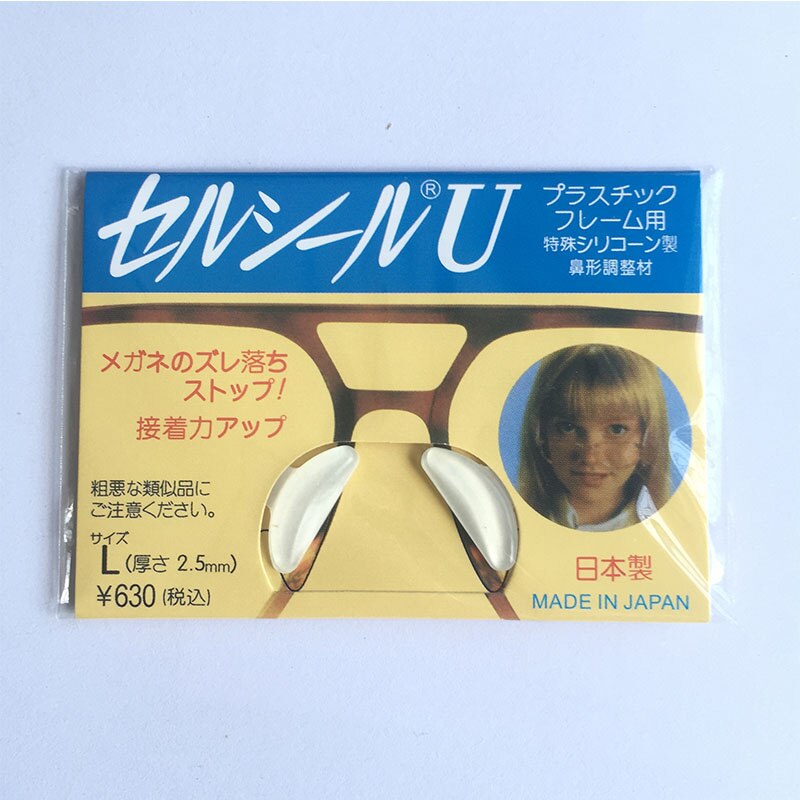 セルシール®U
プラスチック
フレーム用
特殊シリコーン製
鼻形調整材
メガネのズレ落ち
ストップ!
接着力アップ
粗悪な類似品に
ご注意ください。
サイズ
L(厚さ 2.5mm)
¥630(税込)
日本製
MADE IN JAPAN